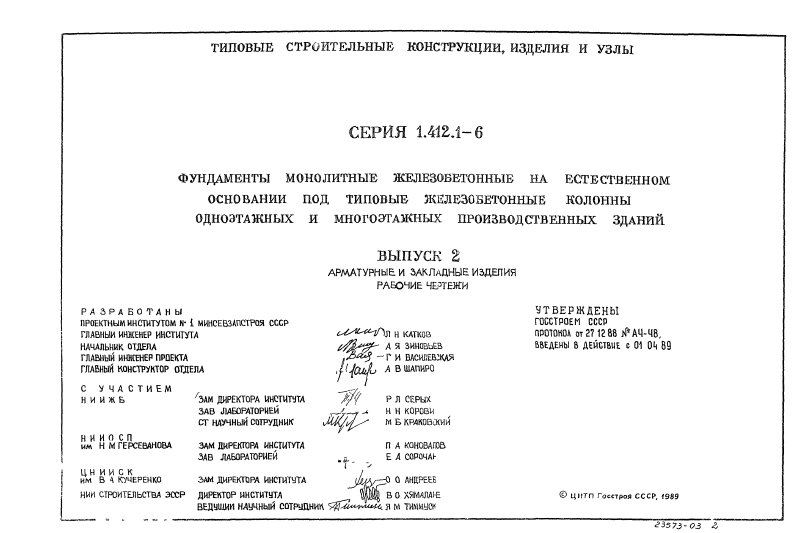 ТИПОВЫЕ СТРОИТЕЛЬНЫЕ КОНСТРУКЦИИ, ИЗДЕЛИЯ И УЗЛЫ
СЕРИЯ 1.412.1-6
ФУНДАМЕНТЫ МОНОЛИТНЫЕ ЖЕЛЕЗОБЕТОННЫЕ НА ЕСТЕСТВЕННОМ
ОСНОВАНИИ ПОД ТИПОВЫЕ ЖЕЛЕЗОБЕТОННЫЕ КОЛОННЫ
ОДНОЭТАЖНЫХ И МНОГОЭТАЖНЫХ ПРОИЗВОДСТВЕННЫХ ЗДАНИЙ
ВЫПУСК 2
АРМАТУРНЫЕ И ЗАКЛАДНЫЕ ИЗДЕЛИЯ
РАБОЧИЕ ЧЕРТЕЖИ
РАЗРАБОТАНЫ
ПРОЕКТНЫМ ИНСТИТУТОМ № 1 МИНСЕВЗАПСТРОЯ СССР
ГЛАВНЫЙ ИНЖЕНЕР ИНСТИТУТА Л Н КАТКОВ
НАЧАЛЬНИК ОТДЕЛА А Я ЗИНОВЬЕВ
ГЛАВНЫЙ ИНЖЕНЕР ПРОЕКТА Г И ВАСИЛЕВСКАЯ
ГЛАВНЫЙ КОНСТРУКТОР ОТДЕЛА А В ШАПИРО
С УЧАСТИЕМ
НИИЖБ ЗАМ ДИРЕКТОРА ИНСТИТУТА Р Л СЕРЫХ
ЗАВ ЛАБОРАТОРИЕЙ Н Н КОРОВИ
СТ НАУЧНЫЙ СОТРУДНИК М Б КРАКОВСКИЙ
НИИОСП
ИМ Н М ГЕРСЕВАНОВА ЗАМ ДИРЕКТОРА ИНСТИТУТА П А КОНОВАЛОВ
ЗАВ ЛАБОРАТОРИЕЙ Е А СОРОЧАН
ЦНИИСК
ИМ В А КУЧЕРЕНКО ЗАМ ДИРЕКТОРА ИНСТИТУТА О О АНДРЕЕВ
НИИ СТРОИТЕЛЬСТВА ЭССР ДИРЕКТОР ИНСТИТУТА В О ХЯМАЛАНЕ
ВЕДУЩИЙ НАУЧНЫЙ СОТРУДНИК Я М
УТВЕРЖДЕНЫ
ГОССТРОЕМ СССР
ПРОТОКОЛ от 27 12 88 № АЧ-48,
ВВЕДЕНЫ В ДЕЙСТВИЕ с 01 04 89
© ЦИТП Госстроя СССР, 1989
23573-03 2